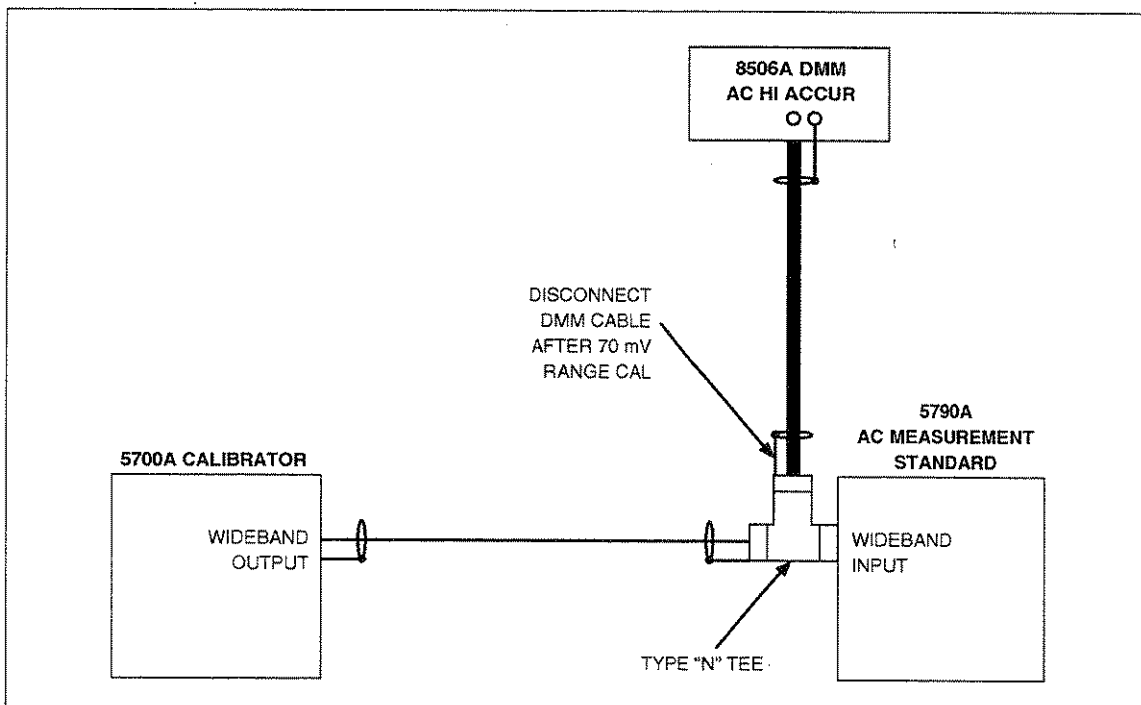 8506A DMM
AC HI ACCUR
DISCONNECT
DMM CABLE
AFTER 70 mV
RANGE CAL
5790A
AC MEASUREMENT
STANDARD
5700A CALIBRATOR
WIDEBAND
OUTPUT
WIDEBAND
INPUT
TYPE "N" TEE